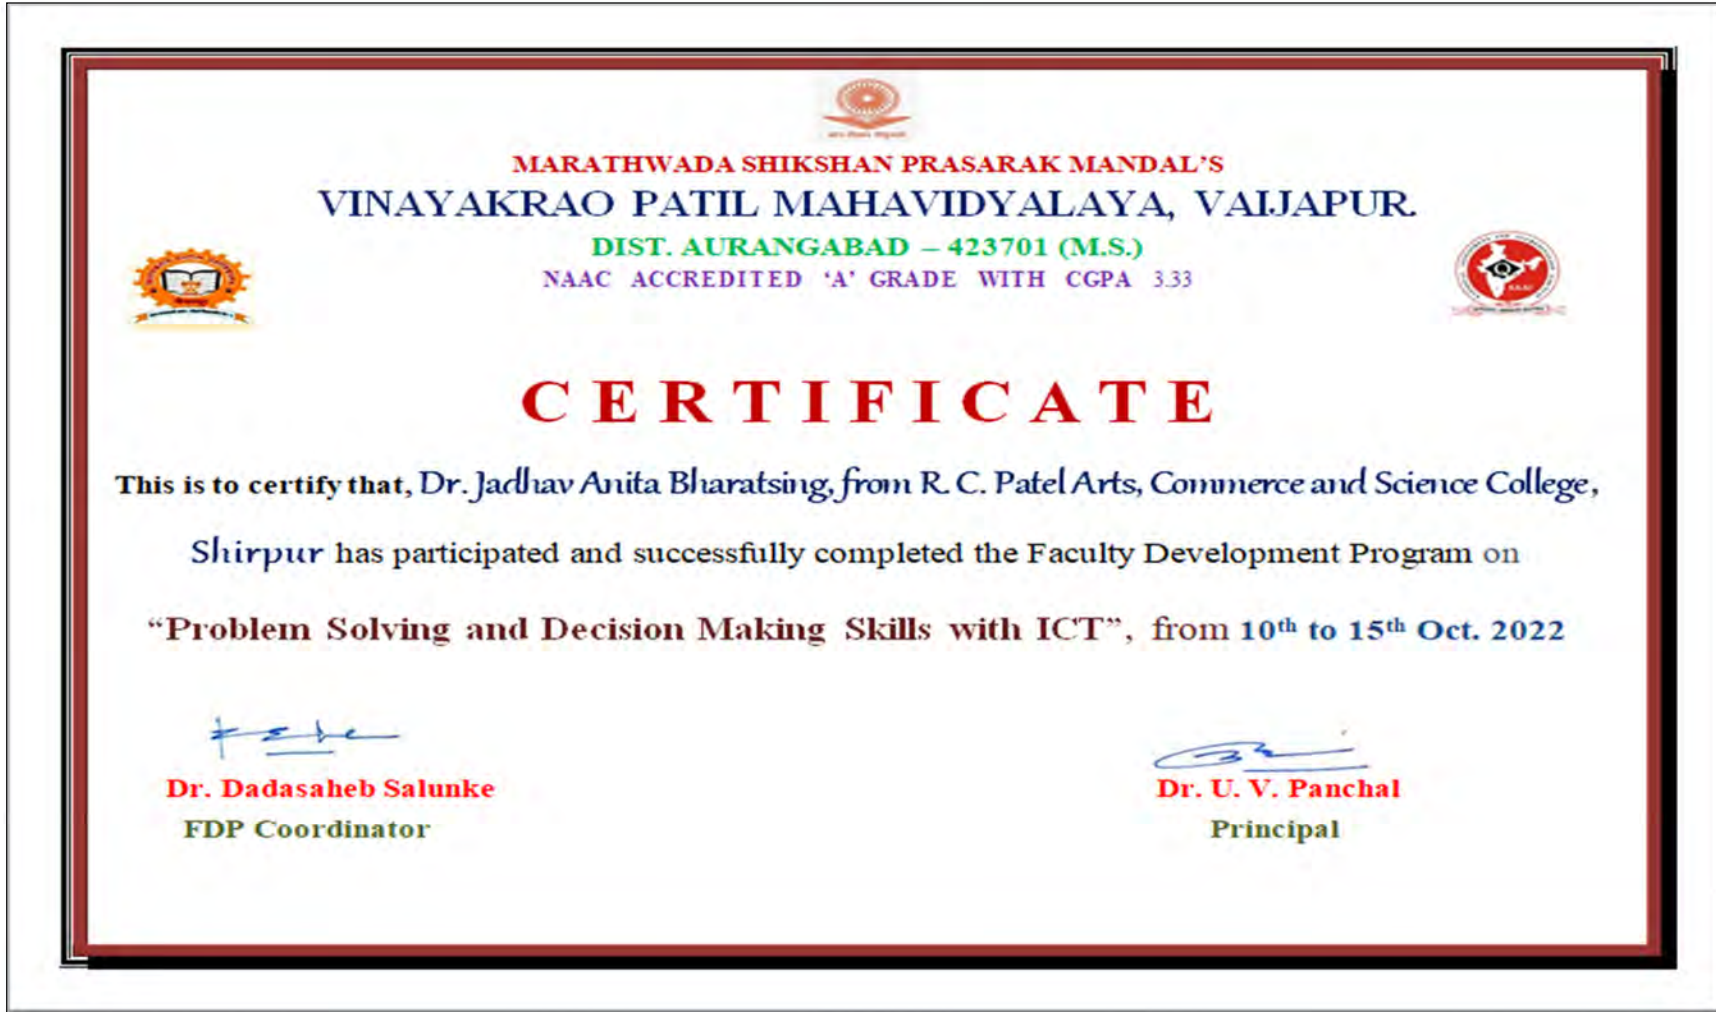 MARATHWADA SHIKSHAN PRASARAK MANDAL'S
VINAYAKRAO PATIL MAHAVIDYALAYA, VAIJAPUR.
DIST. AURANGABAD – 423701 (M.S.)
NAAC ACCREDITED 'A' GRADE WITH CGPA 3.33
CERTIFICATE
This is to certify that, Dr. Jadhav Anita Bharatsing, from R. C. Patel Arts, Commerce and Science College,
Shirpur has participated and successfully completed the Faculty Development Program on
“Problem Solving and Decision Making Skills with ICT”, from 10th to 15th Oct. 2022
Dr. Dadasaheb Salunke
FDP Coordinator
Dr. U. V. Panchal
Principal